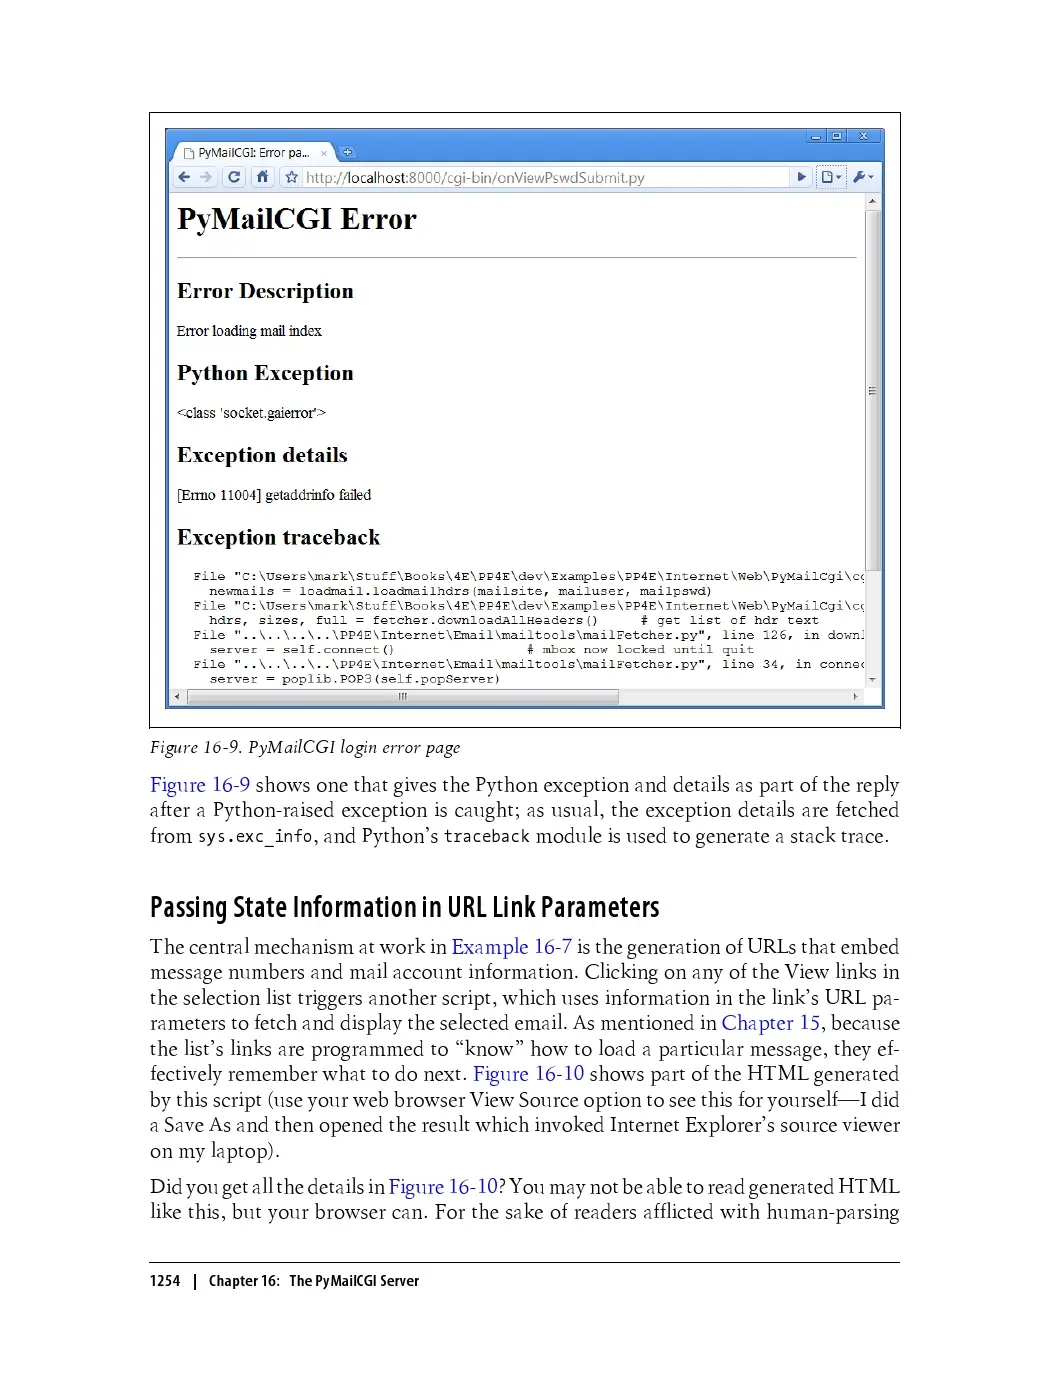 PyMailCGI: Error pa...
http://localhost:8000/cgi-bin/onViewPswdSubmit.py
PyMailCGI Error
Error Description
Error loading mail index
Python Exception
<class 'socket.gaierror'>
Exception details
[Errno 11004] getaddrinfo failed
Exception traceback
File "C:\Users\mark\Stuff\Books\4E\PP4E\dev\Examples\PP4E\Internet\Web\PyMailCgi\cg
newmails = loadmail.loadmailhdrs(mailsite, mailuser, mailpswd)
File "C:\Users\mark\Stuff\Books\4E\PP4E\dev\Examples\PP4E\Internet\Web\PyMailCgi\cg
hdrs, sizes, full = fetcher.downloadAllHeaders() # get list of hdr text
File "..\..\..\..\PP4E\Internet\Email\mailtools\mailFetcher.py", line 126, in downl
server = self.connect() # mbox now locked until quit
File "..\..\..\..\PP4E\Internet\Email\mailtools\mailFetcher.py", line 34, in connec
server = poplib.POP3(self.popServer)
Figure 16-9. PyMailCGI login error page
Figure 16-9 shows one that gives the Python exception and details as part of the reply
after a Python-raised exception is caught; as usual, the exception details are fetched
from sys.exc_info, and Python’s traceback module is used to generate a stack trace.
Passing State Information in URL Link Parameters
The central mechanism at work in Example 16-7 is the generation of URLs that embed
message numbers and mail account information. Clicking on any of the View links in
the selection list triggers another script, which uses information in the link’s URL pa-
rameters to fetch and display the selected email. As mentioned in Chapter 15, because
the list’s links are programmed to “know” how to load a particular message, they ef-
fectively remember what to do next. Figure 16-10 shows part of the HTML generated
by this script (use your web browser View Source option to see this for yourself—I did
a Save As and then opened the result which invoked Internet Explorer’s source viewer
on my laptop).
Did you get all the details in Figure 16-10? You may not be able to read generated HTML
like this, but your browser can. For the sake of readers afflicted with human-parsing
1254 | Chapter 16: The PyMailCGI Server